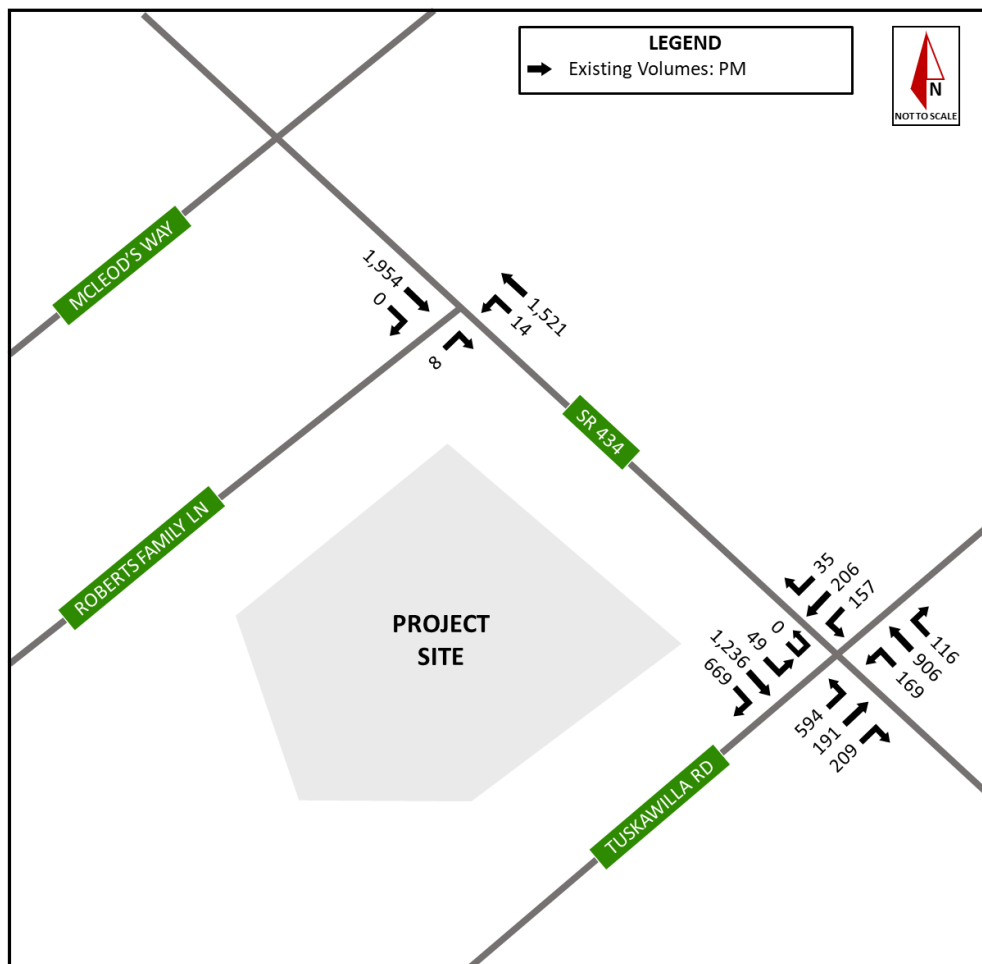 LEGEND
Existing Volumes: PM
N
NOT TO SCALE
MCLEOD'S WAY
1,954
0
1,521
14
8
SR 434
ROBERTS FAMILY LN
PROJECT
SITE
35
206
157
0
49
1,236
669
116
906
169
594
191
209
TUSKAWILLA RD